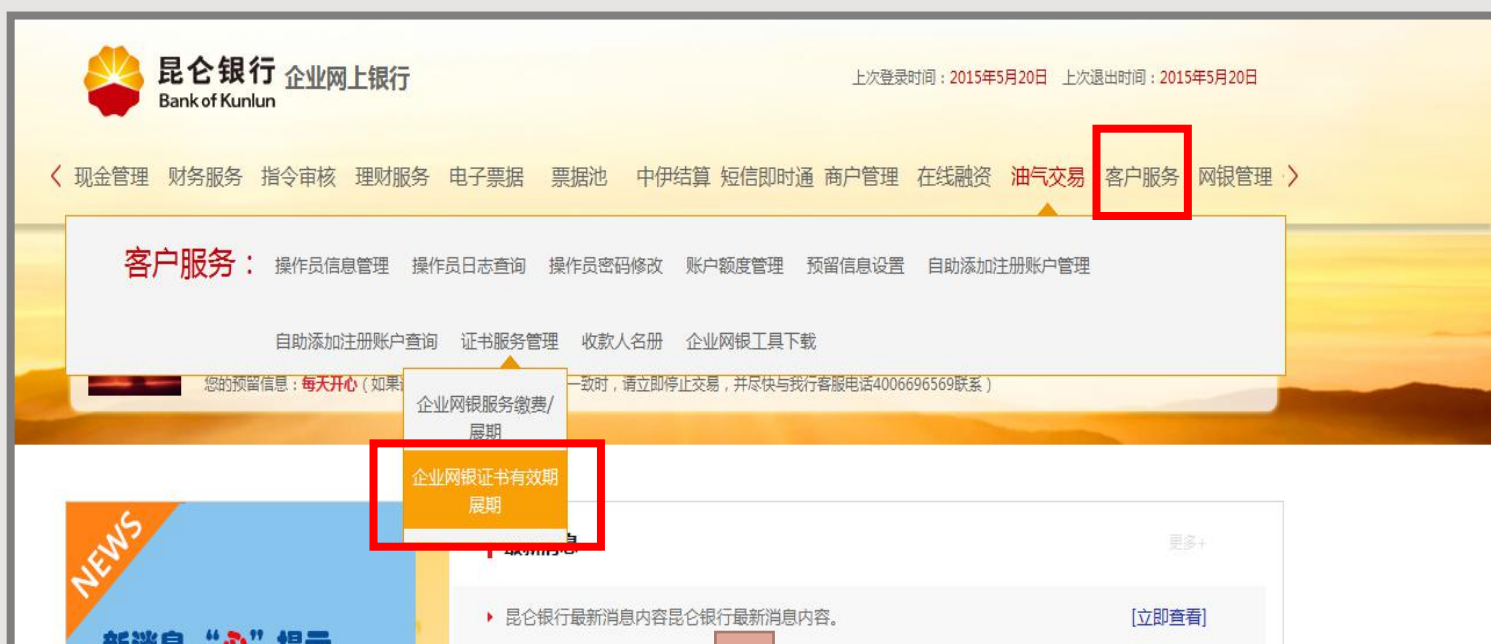 昆仑银行 企业网上银行
Bank of Kunlun
上次登录时间：2015年5月20日 上次退出时间：2015年5月20日
现金管理 财务服务 指令审核 理财服务 电子票据 票据池 中伊结算 短信即时通 商户管理 在线融资 油气交易 客户服务 网银管理
客户服务： 操作员信息管理 操作员日志查询 操作员密码修改 账户额度管理 预留信息设置 自助添加注册账户管理
自助添加注册账户查询 证书服务管理 收款人名册 企业网银工具下载
您的预留信息：每天开心（如果 一致时，请立即停止交易，并尽快与我行客服电话4006696569联系）
企业网银服务缴费/
展期
企业网银证书有效期
展期
最新消息 更多+
NEWS
昆仑银行最新消息内容昆仑银行最新消息内容。 [立即查看]
新消息“心”提示